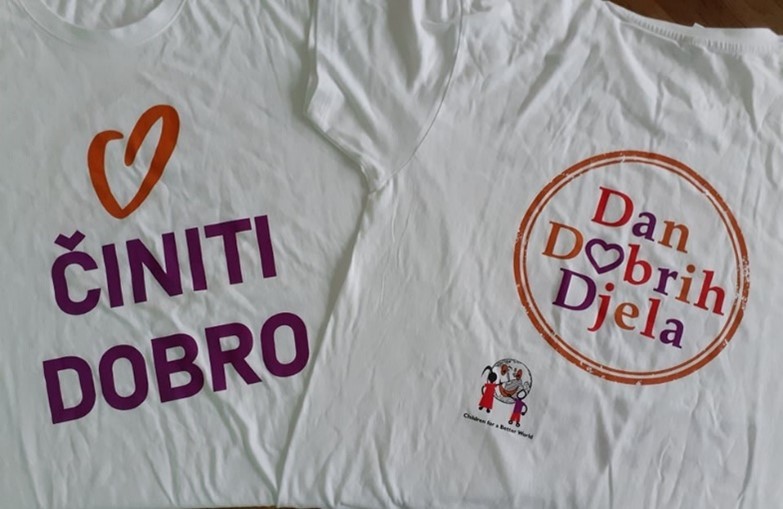 ČINITI
DOBRO
Dan
Dobrih
Djela
Children for a Better World